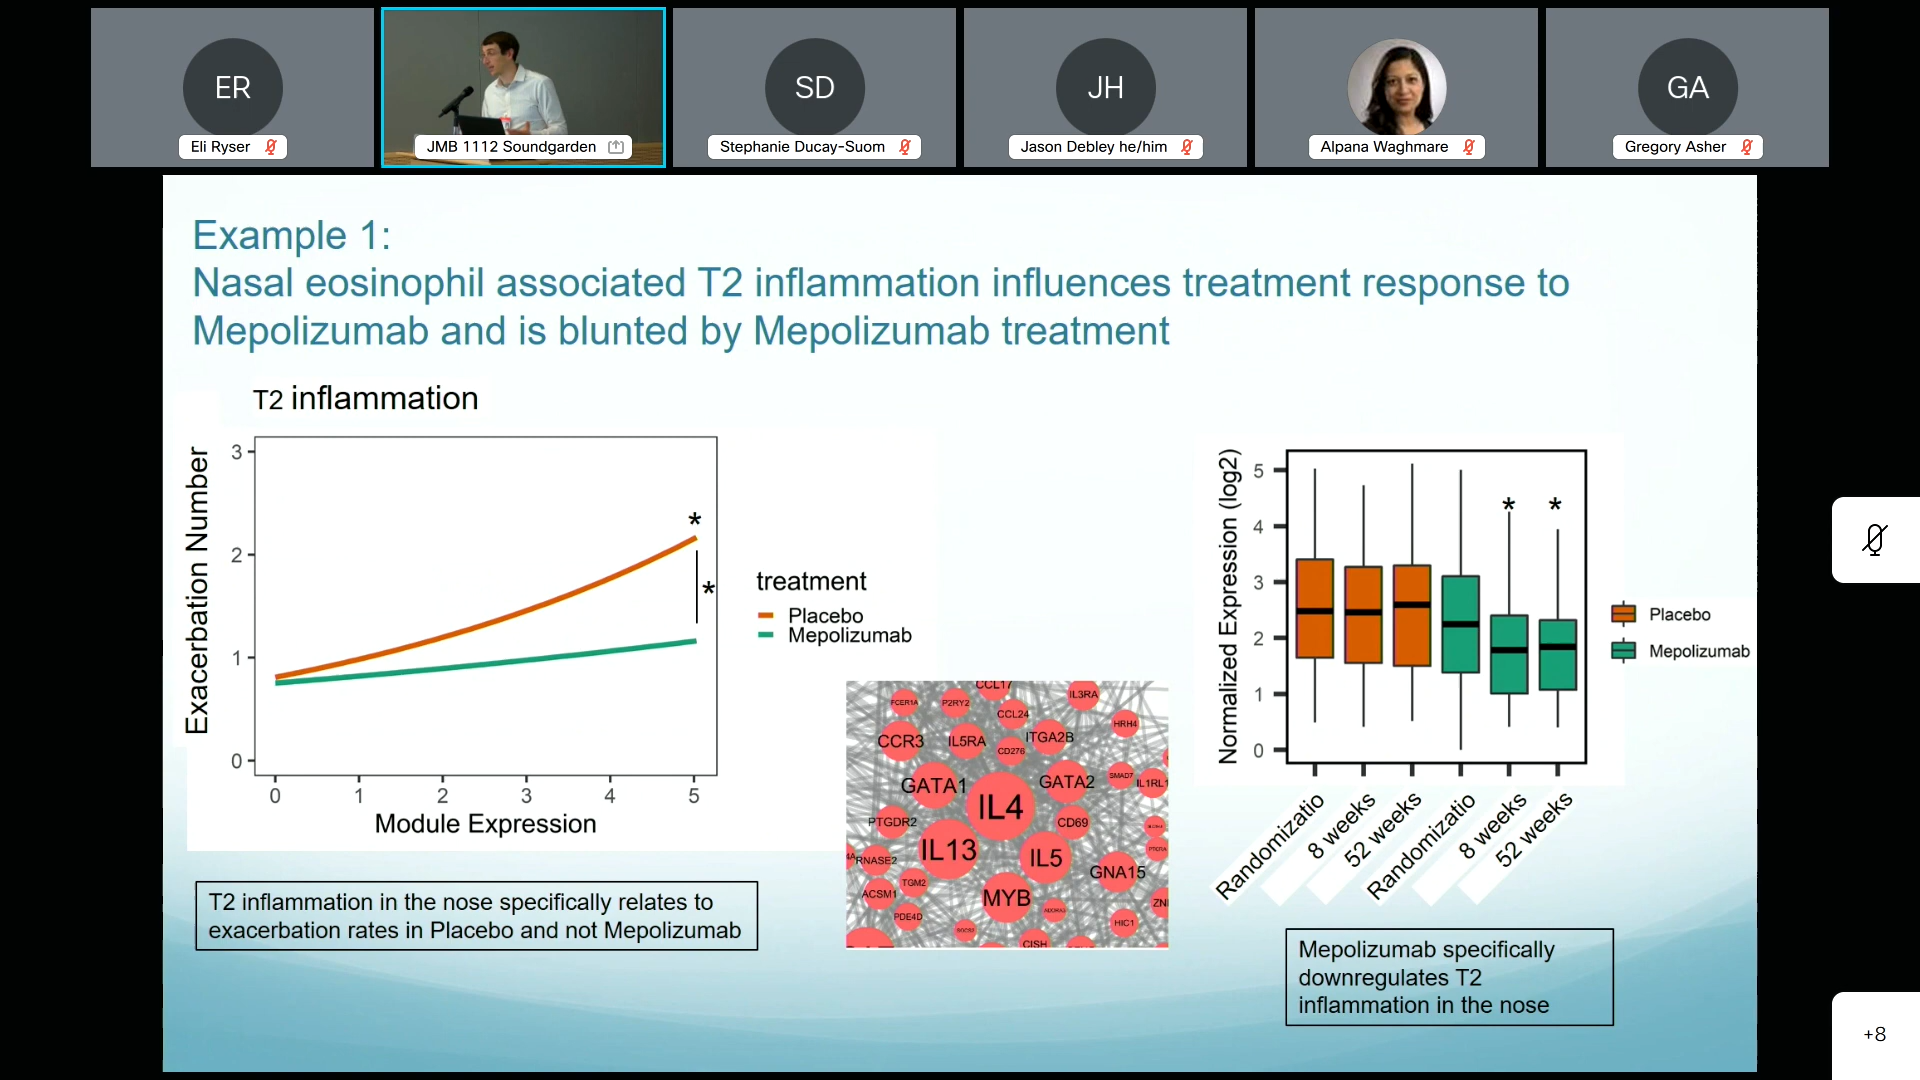 ER
Eli Ryser
JMB 1112 Soundgarden
SD
Stephanie Ducay-Suom
JH
Jason Debley he/him
Alpana Waghmare
GA
Gregory Asher
Example 1:
Nasal eosinophil associated T2 inflammation influences treatment response to
Mepolizumab and is blunted by Mepolizumab treatment
T2 inflammation
Exacerbation Number
3
2
1
0
0 1 2 3 4 5
Module Expression
*
*
treatment
Placebo
Mepolizumab
T2 inflammation in the nose specifically relates to
exacerbation rates in Placebo and not Mepolizumab
CCL17
IL3RA
FCER1A
P2RY2
CCL24
HRH4
CCR3
IL5RA
CD276
ITGA2B
GATA1
IL4
GATA2
SMAD7
IL1RL1
PTGDR2
CD69
IL13
IL5
RNASE2
GNA15
TGM2
ACSM1
MYB
PDE4D
HIC1
CISH
Normalized Expression (log2)
5
4
3
2
1
0
* *
Randomizatio
8 weeks
52 weeks
Randomizatio
8 weeks
52 weeks
Placebo
Mepolizumab
Mepolizumab specifically
downregulates T2
inflammation in the nose
+8